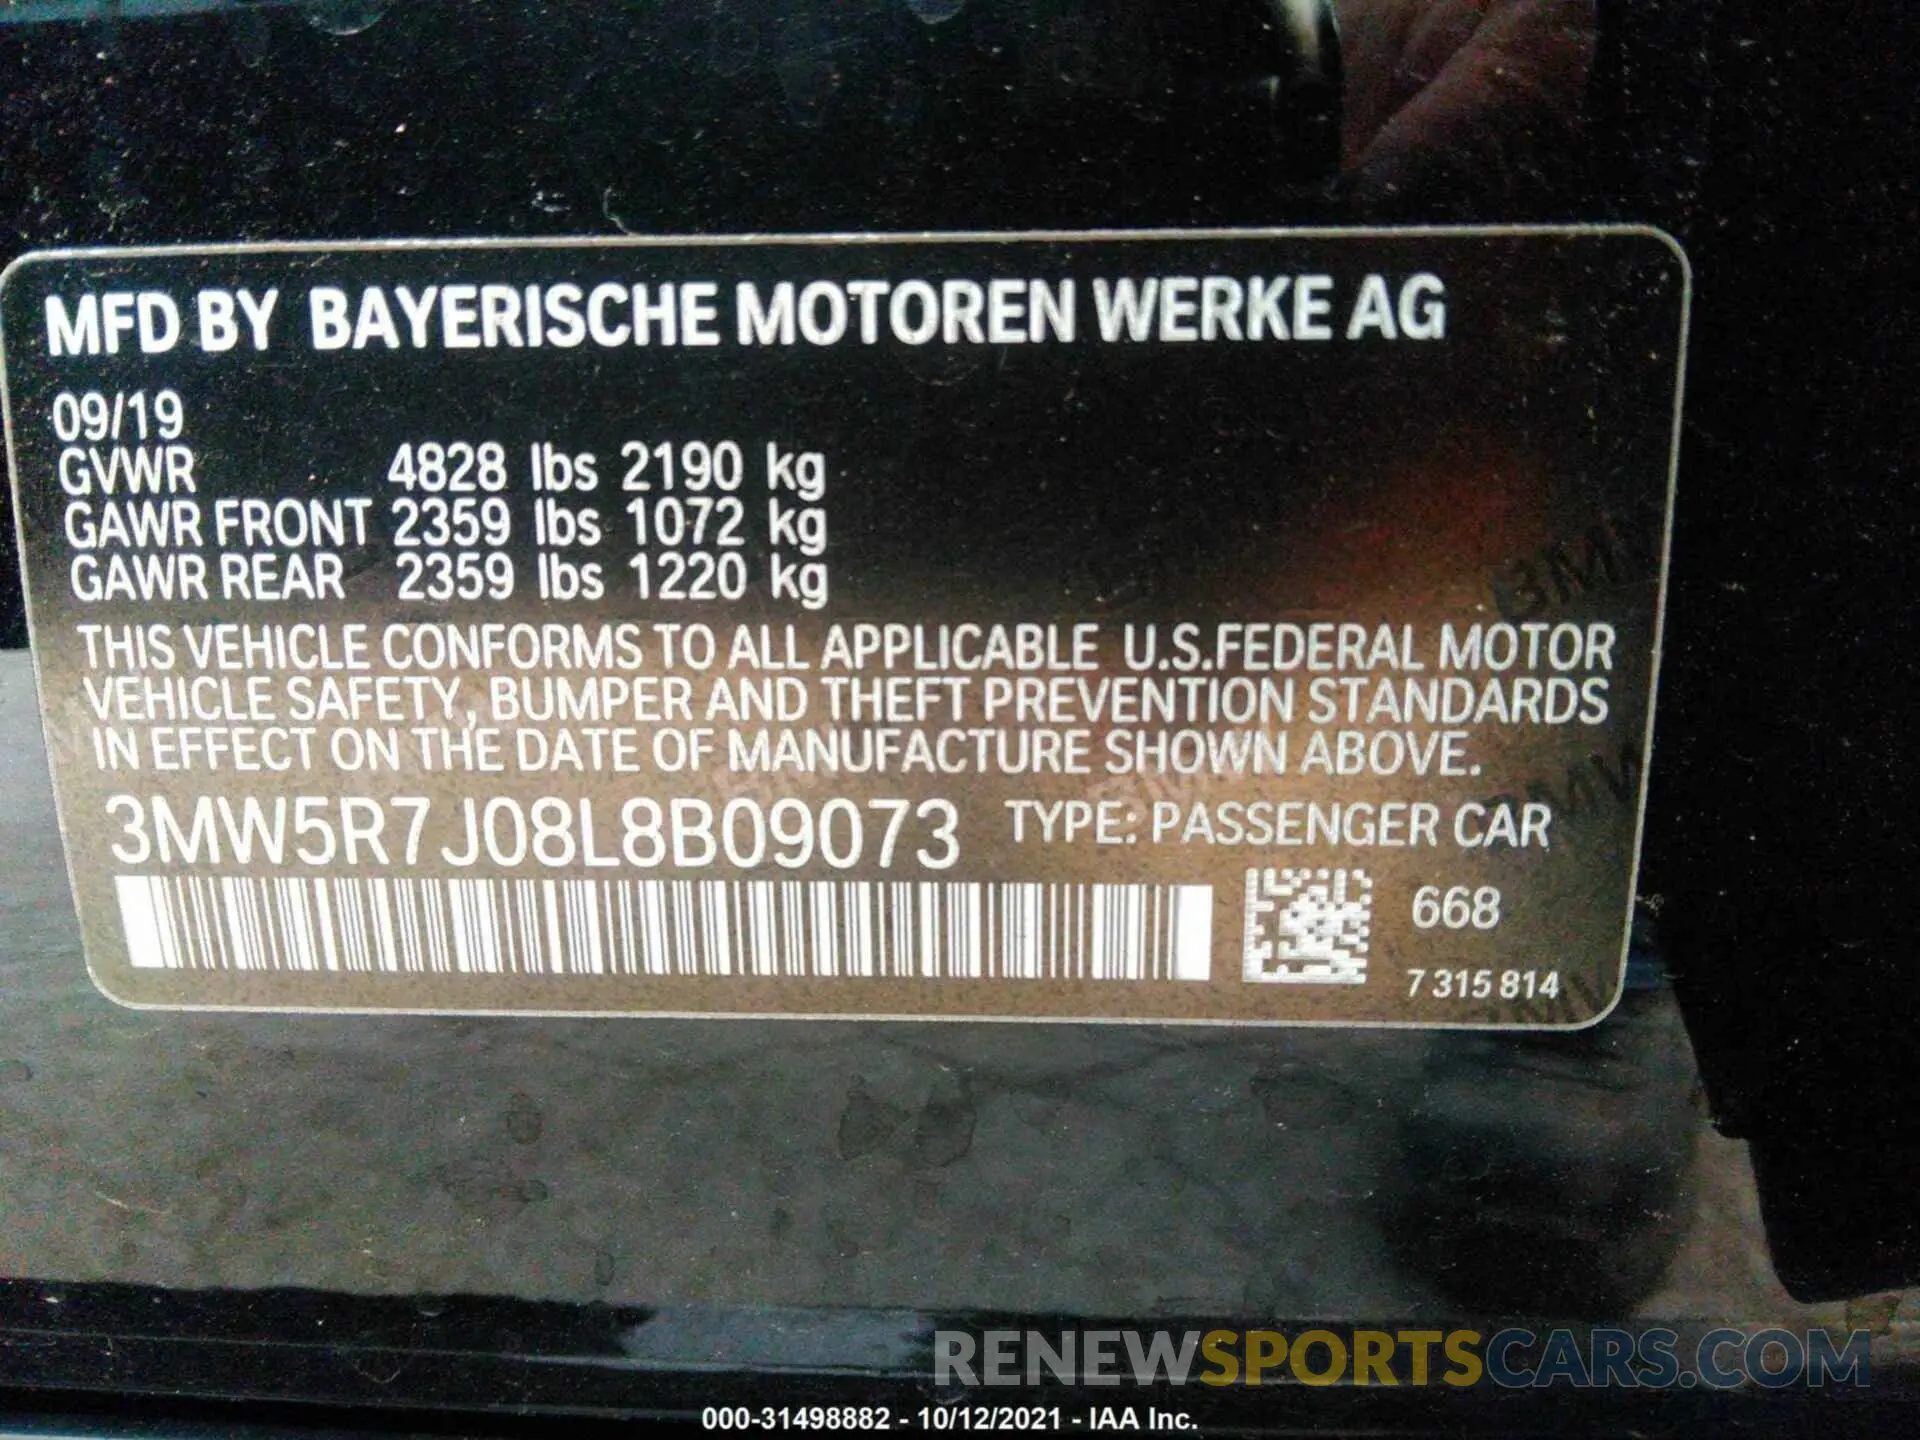 MFD BY BAYERISCHE MOTOREN WERKE AG
09/19
GVWR 4828 lbs 2190 kg
GAWR FRONT 2359 lbs 1072 kg
GAWR REAR 2359 lbs 1220 kg
THIS VEHICLE CONFORMS TO ALL APPLICABLE U.S.FEDERAL MOTOR
VEHICLE SAFETY, BUMPER AND THEFT PREVENTION STANDARDS
IN EFFECT ON THE DATE OF MANUFACTURE SHOWN ABOVE.
3MW5R7J08L8B09073 TYPE: PASSENGER CAR
668
7 315 814
RENEWSPORTSCARS.COM
000-31498882 - 10/12/2021 - IAA Inc.